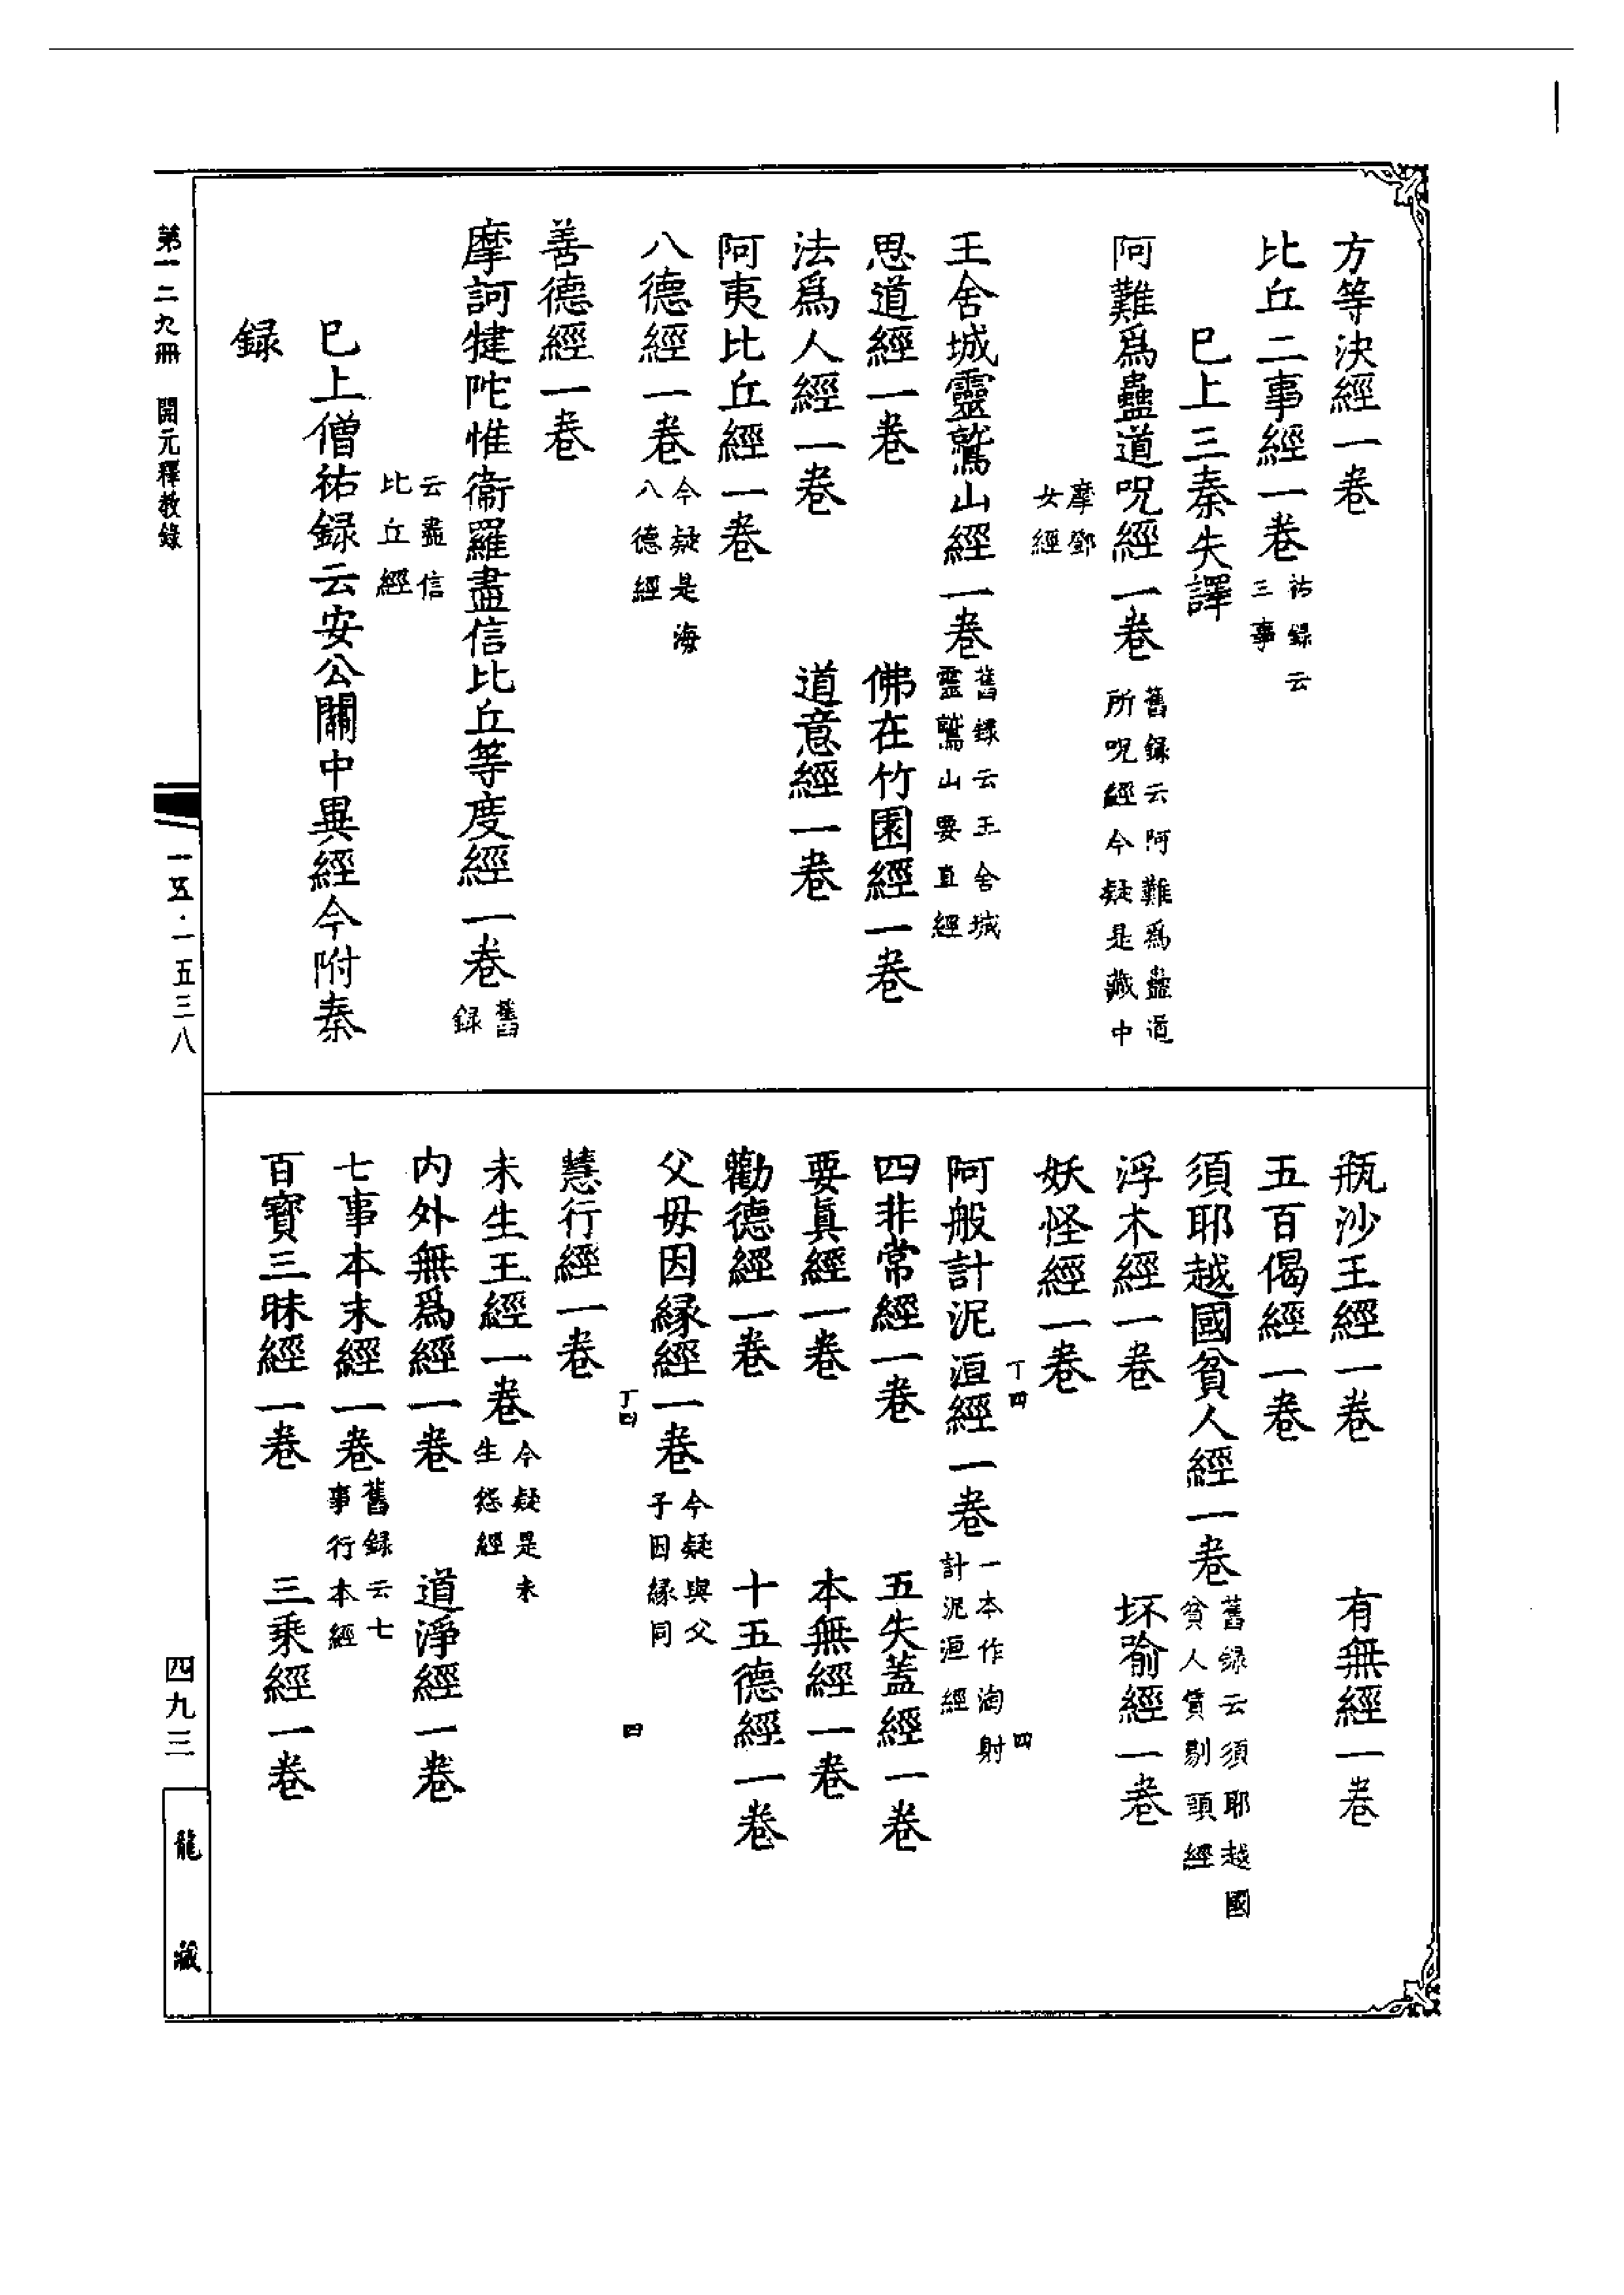 方等決經一卷
比丘二事經一卷祐録云三事
巳上三秦失譯
阿難爲蠱道呪經一卷舊録云阿難爲蠱道所呪經今疑是藏中
摩鄧女經
王舍城靈鷲山經一卷舊録云王舍城靈鷲山要直經
思道經一卷　佛在竹園經一卷
法爲人經一卷　道意經一卷
阿夷比丘經一卷
八德經一卷今疑是海八德經
善德經一卷
摩訶犍陀惟衞羅盡信比丘等度經一卷舊録
云盡信比丘經
巳上僧祐録云安公關中異經今附秦
録
瓶沙王經一卷　有無經一卷
五百偈經一卷
須耶越國貧人經一卷舊録云須耶越國貧人賃剔頭經
浮木經一卷　坏喻經一卷
妖怪經一卷
丁四　四
阿般計泥洹經一卷一本作淘射計泥洹經
四非常經一卷　五失蓋經一卷
要眞經一卷　本無經一卷
勸德經一卷　十五德經一卷
父母因縁經一卷今疑與父子因縁同
丁四　四
慧行經一卷
未生王經一卷今疑是未生怨經
内外無爲經一卷　道淨經一卷
七事本末經一卷舊録云七事行本經
百寳三昧經一卷　三乘經一卷
第一二九冊　開元釋教錄
一五·一五三八
四九三
龍藏